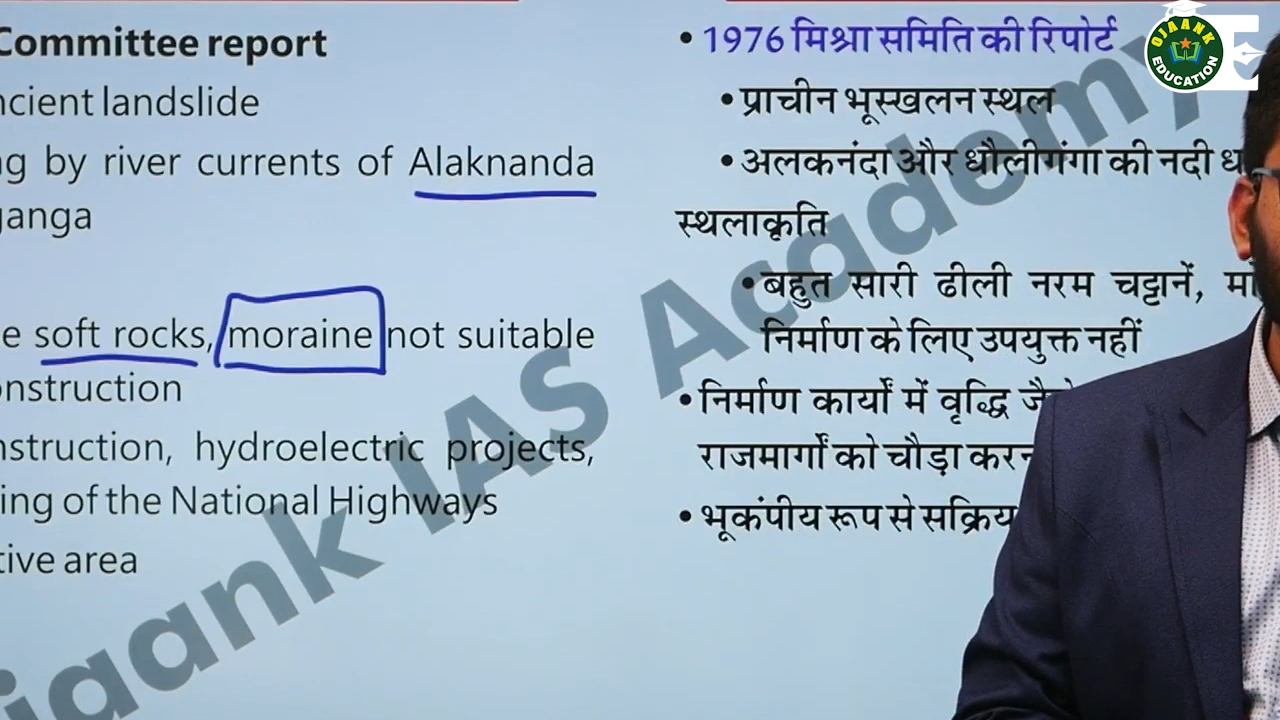 Committee report
ncient landslide
ng by river currents of Alaknanda
ganga
e soft rocks, moraine not suitable
onstruction
nstruction, hydroelectric projects,
ing of the National Highways
tive area
• 1976 मिश्रा समिति की रिपोर्ट
• प्राचीन भूस्खलन स्थल
• अलकनंदा और धौलीगंगा की नदी ध
स्थलाकृति
• बहुत सारी ढीली नरम चट्टानें, मो
निर्माण के लिए उपयुक्त नहीं
• निर्माण कार्यों में वृद्धि जैसे
राजमार्गों को चौड़ा करन
• भूकंपीय रूप से सक्रिय
jaank IAS Academy
OJAANK
EDUCATION
E